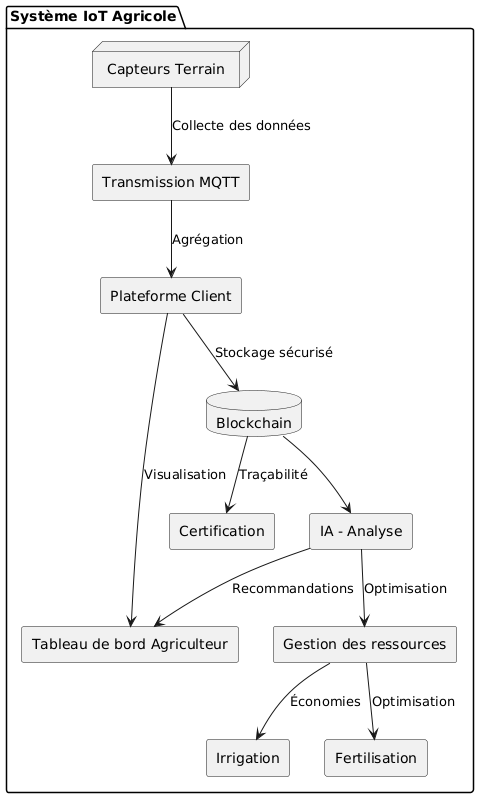 Système IoT Agricole
Capteurs Terrain
Collecte des données
Transmission MQTT
Agrégation
Plateforme Client
Stockage sécurisé
Blockchain
Visualisation
Traçabilité
Certification
IA - Analyse
Recommandations
Optimisation
Tableau de bord Agriculteur
Gestion des ressources
Économies
Optimisation
Irrigation
Fertilisation